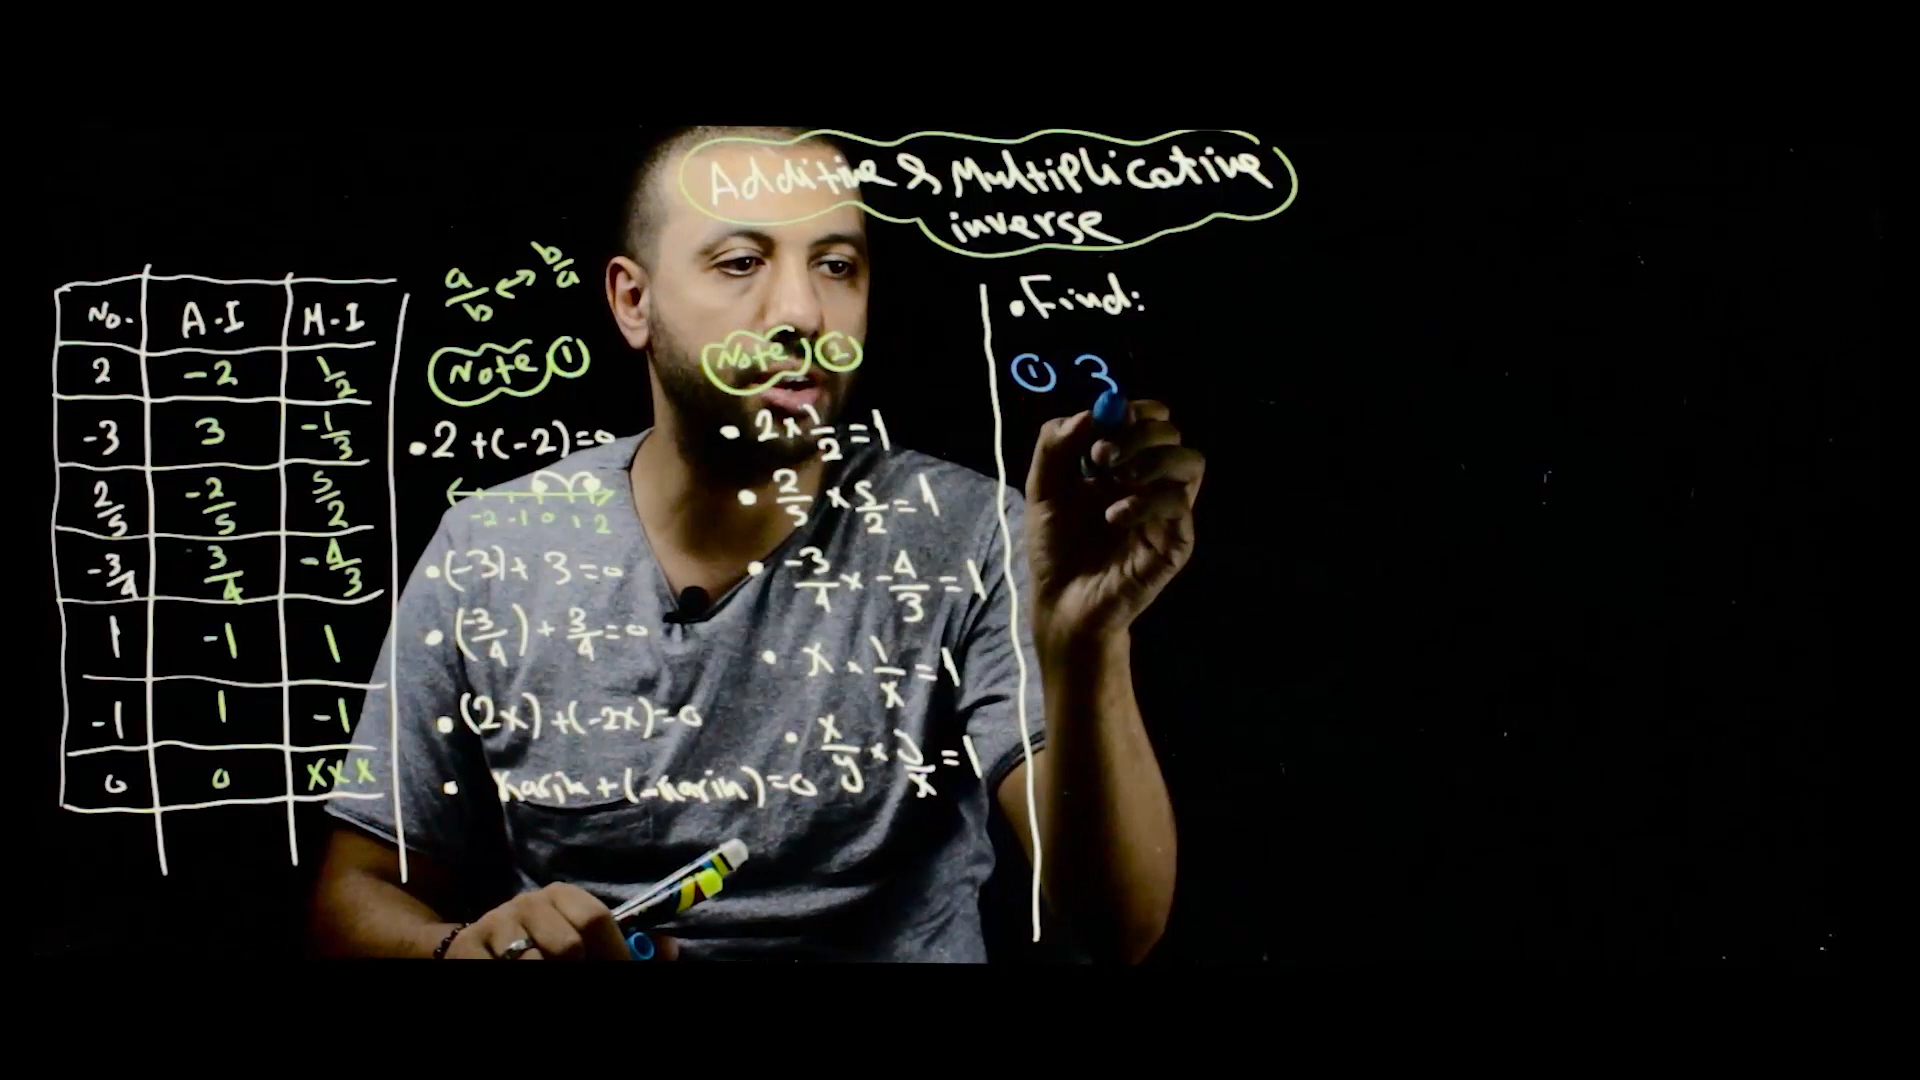 Additive & Multiplicative
inverse
No. A.I M.I
2 -2 1/2
-3 3 -1/3
2/5 -2/5 5/2
-3/4 3/4 -4/3
1 -1 1
-1 1 -1
0 0 XXX
a/b ↔ b/a
Note ①
• 2 + (-2) = 0
-2 -1 0 1 2
• (-3) + 3 = 0
• (-3/4) + 3/4 = 0
• (2x) + (-2x) = 0
• Karim + (-Karim) = 0
Note ②
• 2 × 1/2 = 1
• 2/5 × 5/2 = 1
• -3/4 × -4/3 = 1
• x × 1/x = 1
• x/y × y/x = 1
• Find:
① 3